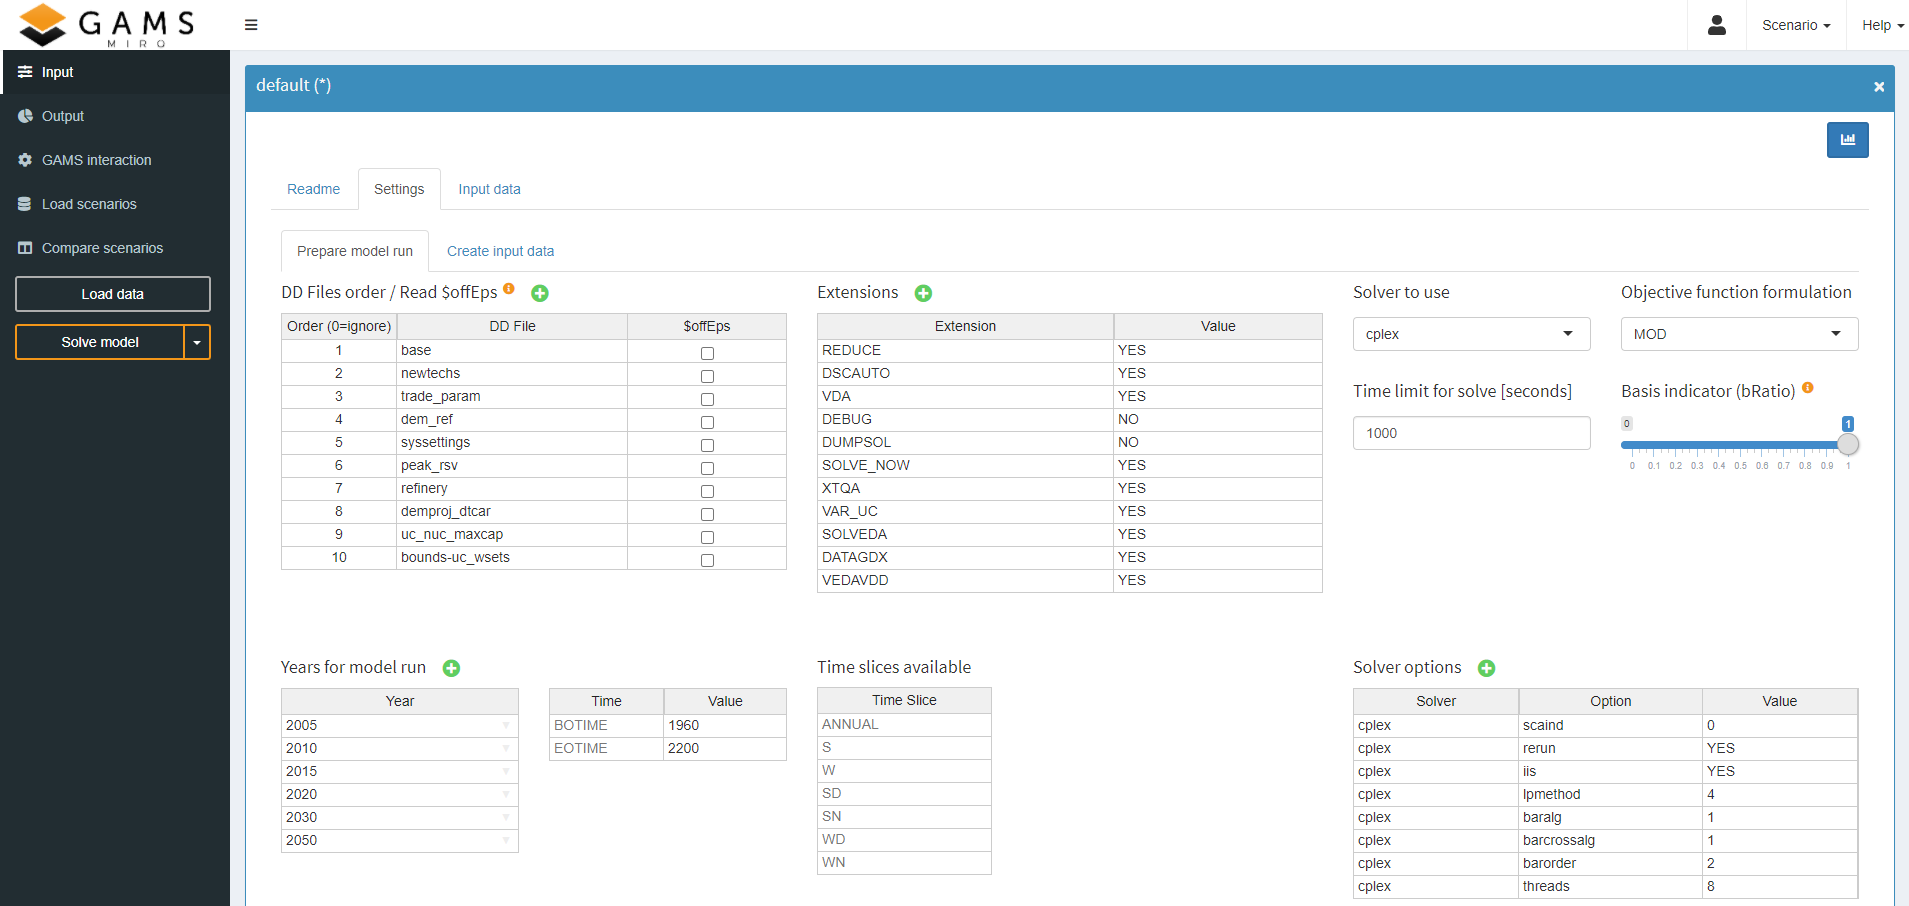 GAMS
MIRO
Scenario
Help
Input
Output
GAMS interaction
Load scenarios
Compare scenarios
Load data
Solve model
default (*)
Readme
Settings
Input data
Prepare model run
Create input data
DD Files order / Read $offEps
Order (0=ignore) DD File $offEps
1 base
2 newtechs
3 trade_param
4 dem_ref
5 syssettings
6 peak_rsv
7 refinery
8 demproj_dtcar
9 uc_nuc_maxcap
10 bounds-uc_wsets
Extensions
Extension Value
REDUCE YES
DSCAUTO YES
VDA YES
DEBUG NO
DUMPSOL NO
SOLVE_NOW YES
XTQA YES
VAR_UC YES
SOLVEDA YES
DATAGDX YES
VEDAVDD YES
Solver to use
cplex
Objective function formulation
MOD
Time limit for solve [seconds]
1000
Basis indicator (bRatio)
0 1
0 0.1 0.2 0.3 0.4 0.5 0.6 0.7 0.8 0.9 1
Years for model run
Year
2005
2010
2015
2020
2030
2050
Time Value
BOTIME 1960
EOTIME 2200
Time slices available
Time Slice
ANNUAL
S
W
SD
SN
WD
WN
Solver options
Solver Option Value
cplex scaind 0
cplex rerun YES
cplex iis YES
cplex lpmethod 4
cplex baralg 1
cplex barcrossalg 1
cplex barorder 2
cplex threads 8